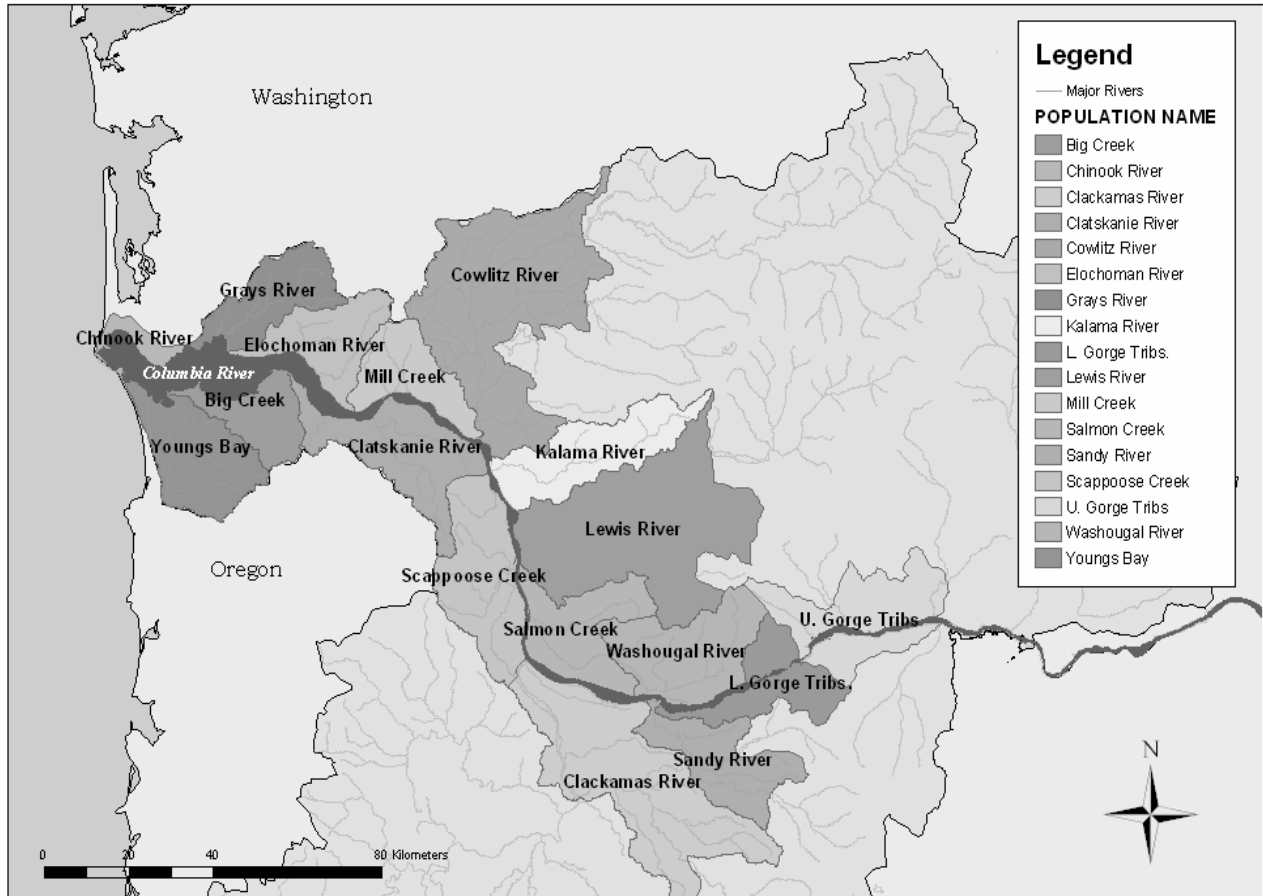 Washington
Legend
Major Rivers
POPULATION NAME
Big Creek
Chinook River
Clackamas River
Clatskanie River
Cowlitz River
Elochoman River
Grays River
Kalama River
L. Gorge Tribs.
Lewis River
Mill Creek
Salmon Creek
Sandy River
Scappoose Creek
U. Gorge Tribs
Washougal River
Youngs Bay
Cowlitz River
Grays River
Chinook River
Elochoman River
Columbia River
Mill Creek
Big Creek
Youngs Bay
Clatskanie River
Kalama River
Lewis River
Oregon
Scappoose Creek
Salmon Creek
U. Gorge Tribs
Washougal River
L. Gorge Tribs.
Sandy River
Clackamas River
N
0 20 40 80 Kilometers